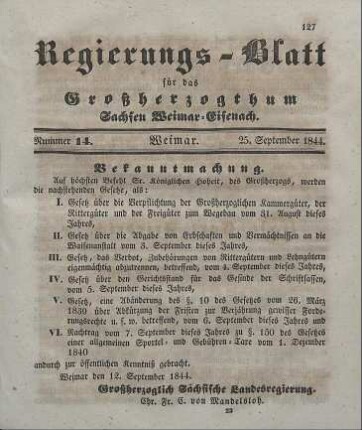 127
Regierungs-Blatt
für das
Großherzogthum
Sachsen Weimar-Eisenach.
Nummer 14. Weimar. 25. September 1844.
Bekanntmachung.
Auf höchsten Befehl Sr. Königlichen Hoheit, des Großherzogs, werden
die nachstehenden Gesetze, als:
I. Gesetz über die Verpflichtung der Großherzoglichen Kammergüter, der
Rittergüter und der Freigüter zum Wegebau vom 31. August dieses
Jahres,
II. Gesetz über die Abgabe von Erbschaften und Vermächtnissen an die
Waisenanstalt vom 3. September dieses Jahres,
III. Gesetz, das Verbot, Zubehörungen von Rittergütern und Lehngütern
eigenmächtig abzutrennen, betreffend, vom 4. September dieses Jahres,
IV. Gesetz über den Gerichtsstand für das Gesinde der Schriftsassen,
vom 5. September dieses Jahres,
V. Gesetz, eine Abänderung des §. 10 des Gesetzes vom 26. März
1839 über Abkürzung der Fristen zur Verjährung gewisser Forde-
rungsrechte u. s. w. betreffend, vom 6. September dieses Jahres und
VI. Nachtrag vom 7. September dieses Jahres zu §. 150 des Gesetzes
einer allgemeinen Sportel- und Gebühren-Taxe vom 1. Dezember
1840
andurch zur öffentlichen Kenntniß gebracht.
Weimar den 12. September 1844.
Großherzoglich Sächsische Landesregierung.
Chr. Fr. C. von Mandelsloh.
23